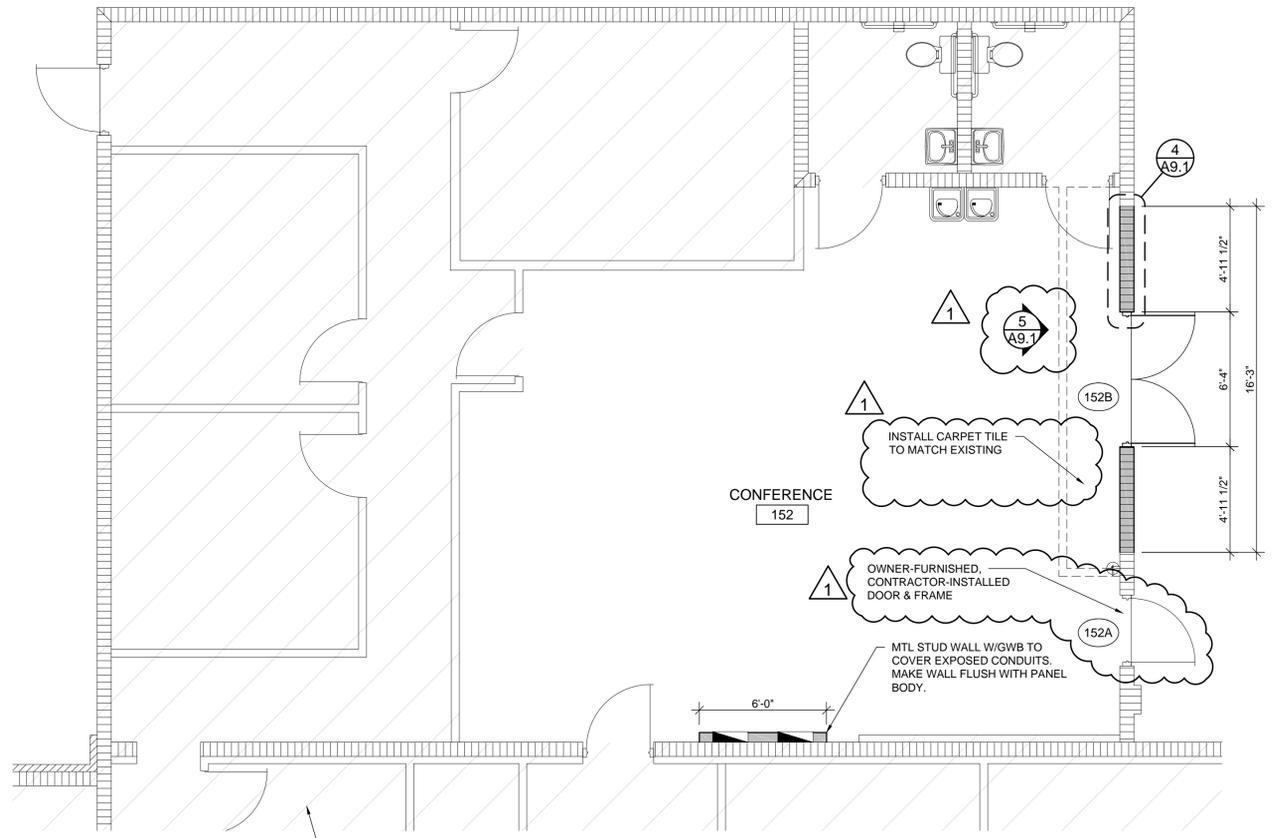 4
A9.1
4'-11 1/2"
1
5
A9.1
6'-4"
16'-3"
152B
1
INSTALL CARPET TILE
TO MATCH EXISTING
4'-11 1/2"
CONFERENCE
152
1
OWNER-FURNISHED,
CONTRACTOR-INSTALLED
DOOR & FRAME
152A
MTL STUD WALL W/GWB TO
COVER EXPOSED CONDUITS.
MAKE WALL FLUSH WITH PANEL
BODY.
6'-0"